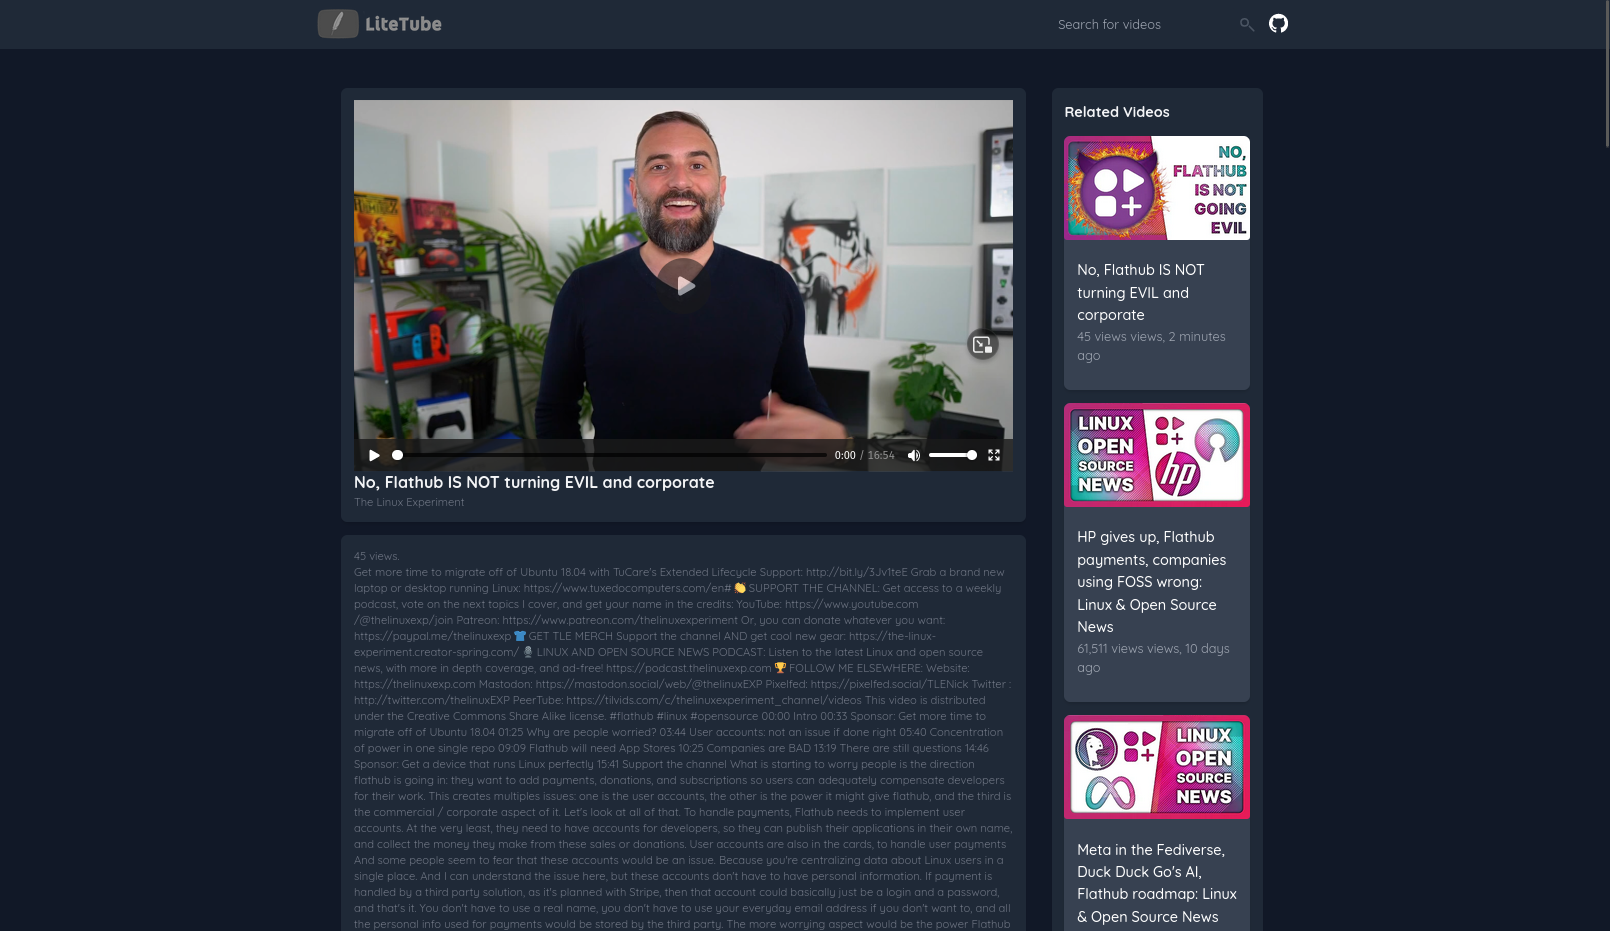 LiteTube
Search for videos
0:00 / 16:54
No, Flathub IS NOT turning EVIL and corporate
The Linux Experiment
45 views.
Get more time to migrate off of Ubuntu 18.04 with TuCare's Extended Lifecycle Support: http://bit.ly/3Jv1teE Grab a brand new
laptop or desktop running Linux: https://www.tuxedocomputers.com/en# 👏 SUPPORT THE CHANNEL: Get access to a weekly
podcast, vote on the next topics I cover, and get your name in the credits: YouTube: https://www.youtube.com
/@thelinuxexp/join Patreon: https://www.patreon.com/thelinuxexperiment Or, you can donate whatever you want:
https://paypal.me/thelinuxexp 👕 GET TLE MERCH Support the channel AND get cool new gear: https://the-linux-
experiment.creator-spring.com/ 🎙️ LINUX AND OPEN SOURCE NEWS PODCAST: Listen to the latest Linux and open source
news, with more in depth coverage, and ad-free! https://podcast.thelinuxexp.com 🏆 FOLLOW ME ELSEWHERE: Website:
https://thelinuxexp.com Mastodon: https://mastodon.social/web/@thelinuxEXP Pixelfed: https://pixelfed.social/TLENick Twitter :
http://twitter.com/thelinuxEXP PeerTube: https://tilvids.com/c/thelinuxexperiment_channel/videos This video is distributed
under the Creative Commons Share Alike license. #flathub #linux #opensource 00:00 Intro 00:33 Sponsor: Get more time to
migrate off of Ubuntu 18.04 01:25 Why are people worried? 03:44 User accounts: not an issue if done right 05:40 Concentration
of power in one single repo 09:09 Flathub will need App Stores 10:25 Companies are BAD 13:19 There are still questions 14:46
Sponsor: Get a device that runs Linux perfectly 15:41 Support the channel What is starting to worry people is the direction
flathub is going in: they want to add payments, donations, and subscriptions so users can adequately compensate developers
for their work. This creates multiples issues: one is the user accounts, the other is the power it might give flathub, and the third is
the commercial / corporate aspect of it. Let's look at all of that. To handle payments, Flathub needs to implement user
accounts. At the very least, they need to have accounts for developers, so they can publish their applications in their own name,
and collect the money they make from these sales or donations. User accounts are also in the cards, to handle user payments
And some people seem to fear that these accounts would be an issue. Because you're centralizing data about Linux users in a
single place. And I can understand the issue here, but these accounts don't have to have personal information. If payment is
handled by a third party solution, as it's planned with Stripe, then that account could basically just be a login and a password,
and that's it. You don't have to use a real name, you don't have to use your everyday email address if you don't want to, and all
the personal info used for payments would be stored by the third party. The more worrying aspect would be the power Flathub
Related Videos
NO,
FLATHUB
IS NOT
GOING
EVIL
No, Flathub IS NOT
turning EVIL and
corporate
45 views views, 2 minutes
ago
LINUX
OPEN
SOURCE
NEWS
hp
HP gives up, Flathub
payments, companies
using FOSS wrong:
Linux & Open Source
News
61,511 views views, 10 days
ago
LINUX
OPEN
SOURCE
NEWS
Meta in the Fediverse,
Duck Duck Go's AI,
Flathub roadmap: Linux
& Open Source News